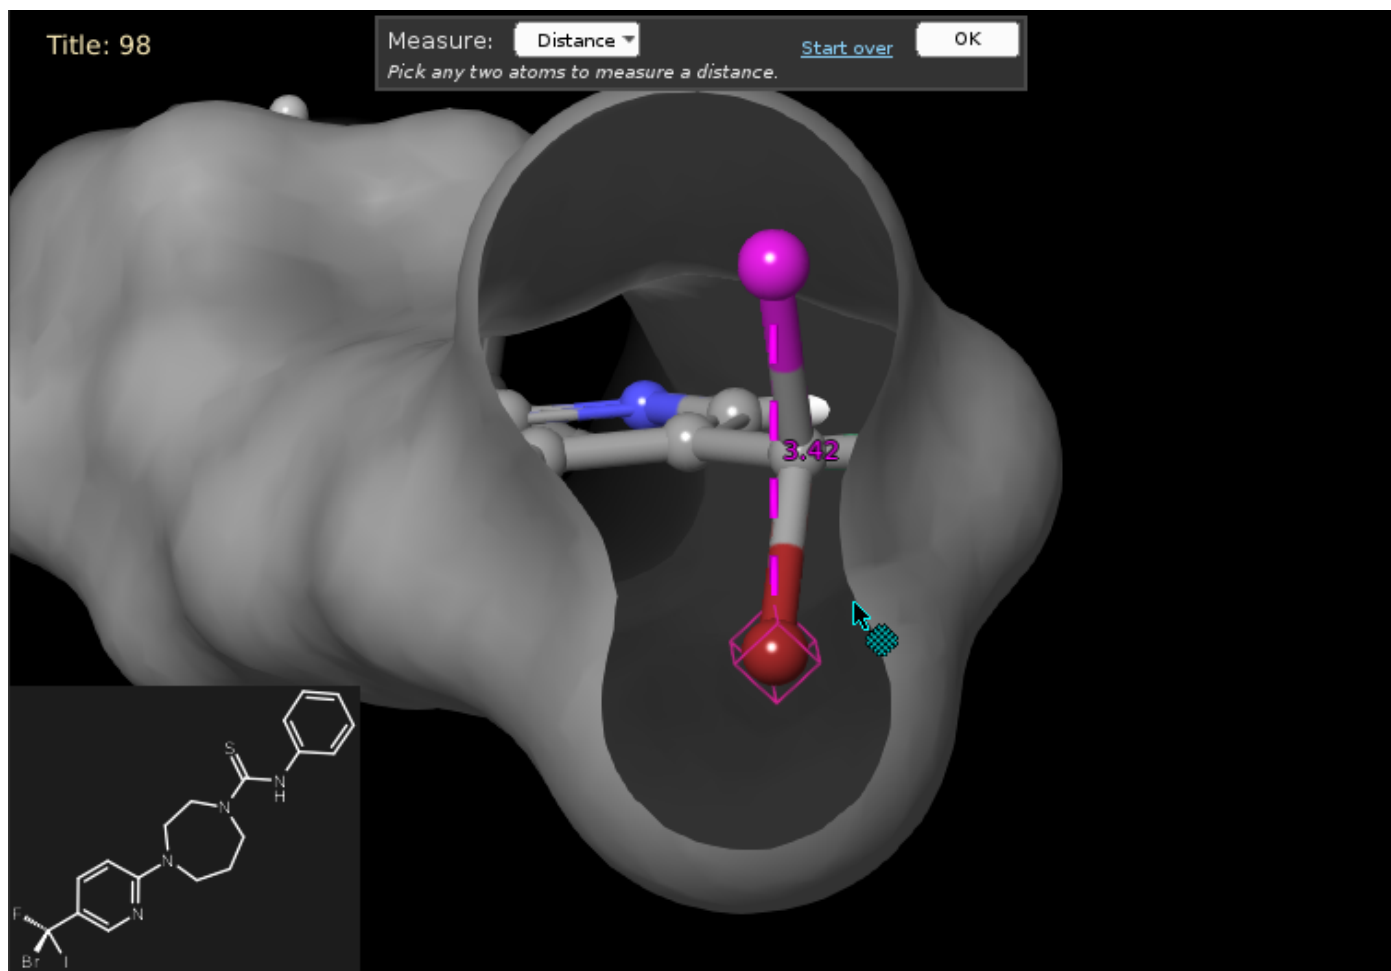 Title: 98
Measure: Distance Start over OK
Pick any two atoms to measure a distance.
3.42
S
N
H
N
N
N
F
Br I